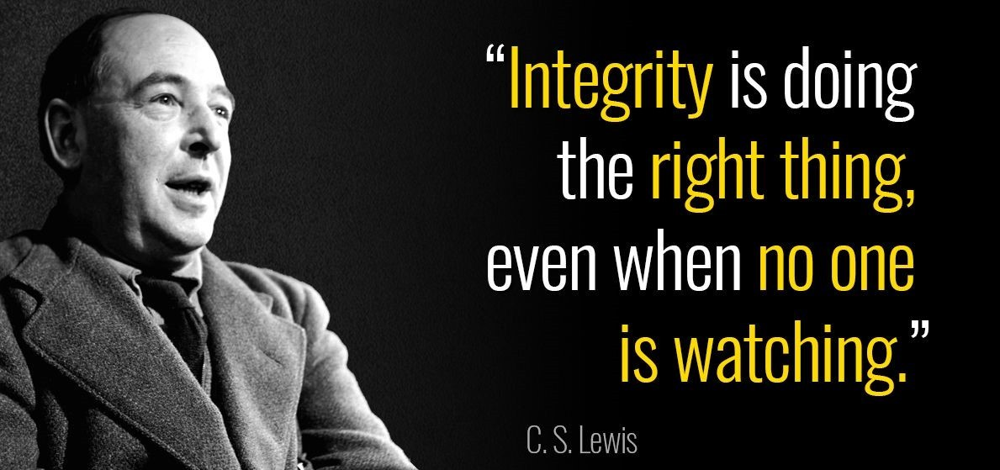 “Integrity is doing
the right thing,
even when no one
is watching.”
C. S. Lewis